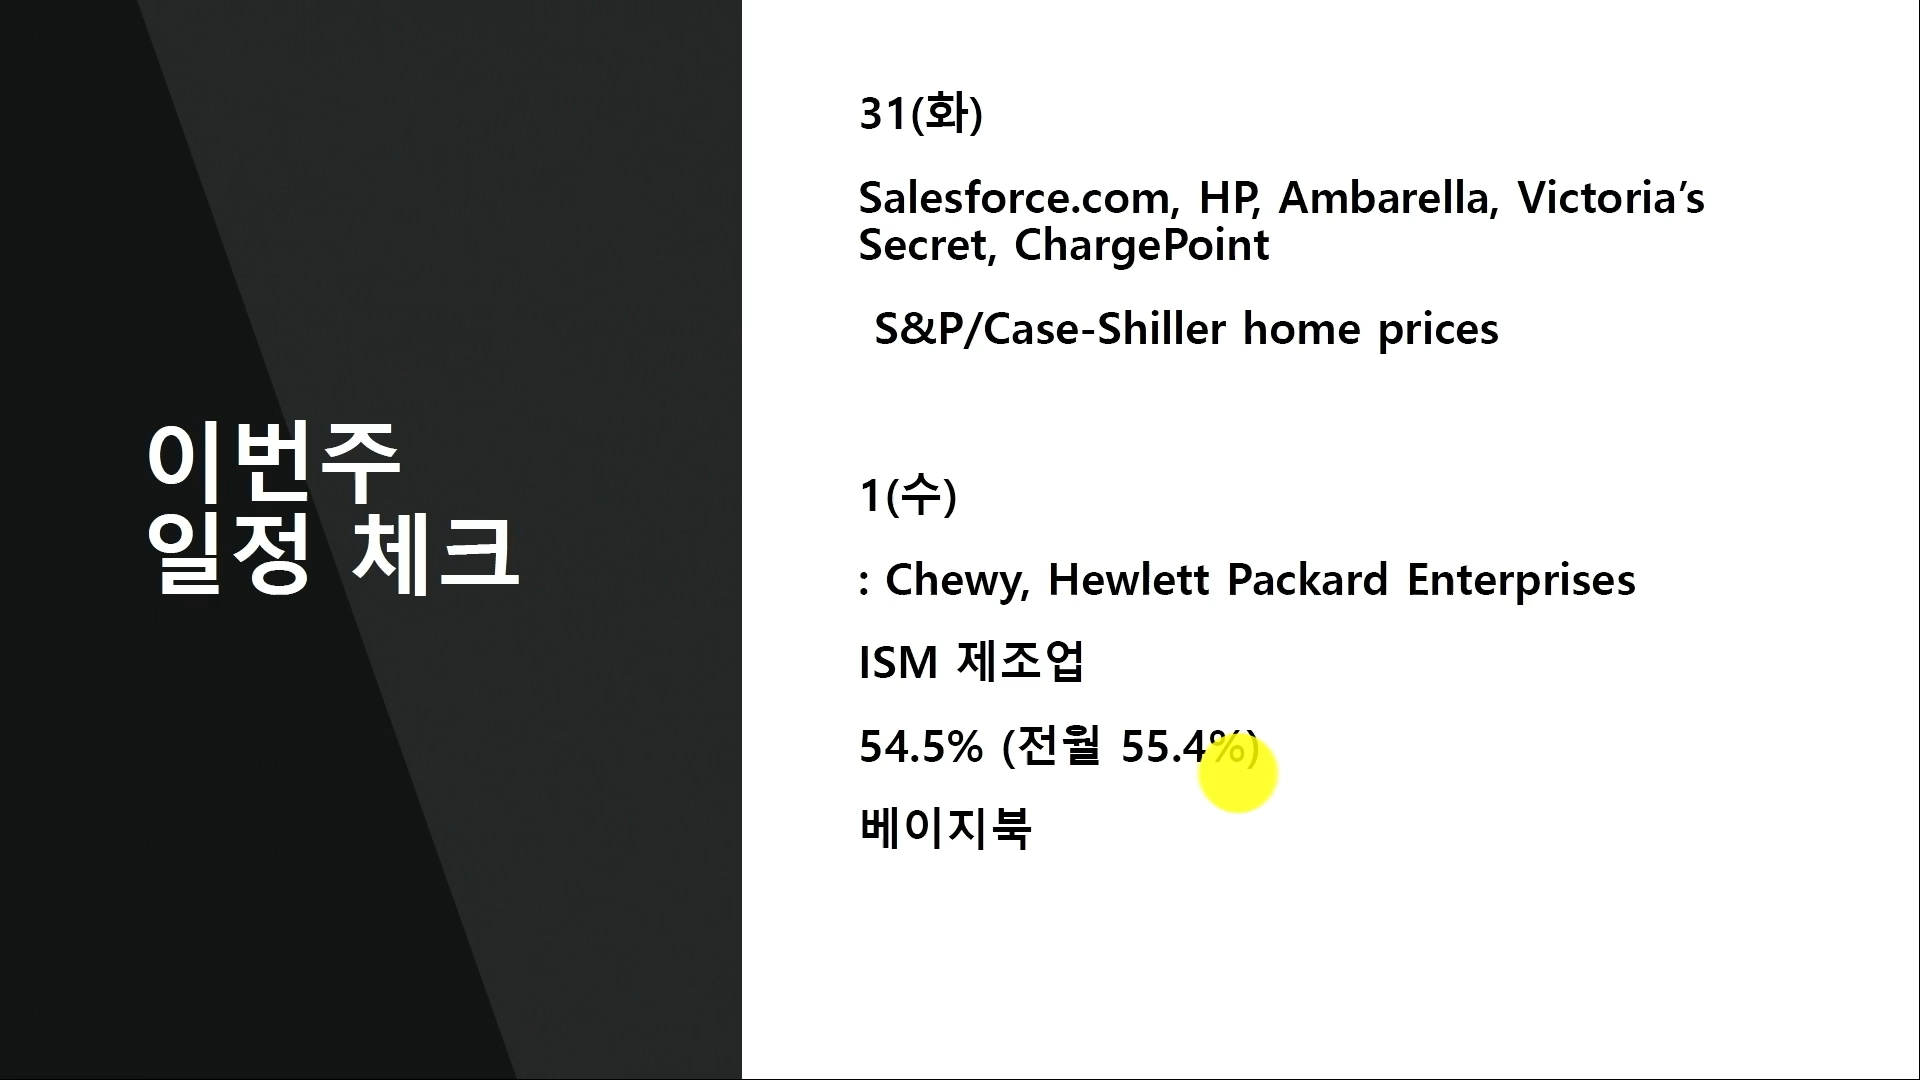 이번주
일정 체크
31(화)
Salesforce.com, HP, Ambarella, Victoria’s
Secret, ChargePoint
S&P/Case-Shiller home prices
1(수)
: Chewy, Hewlett Packard Enterprises
ISM 제조업
54.5% (전월 55.4%)
베이지북